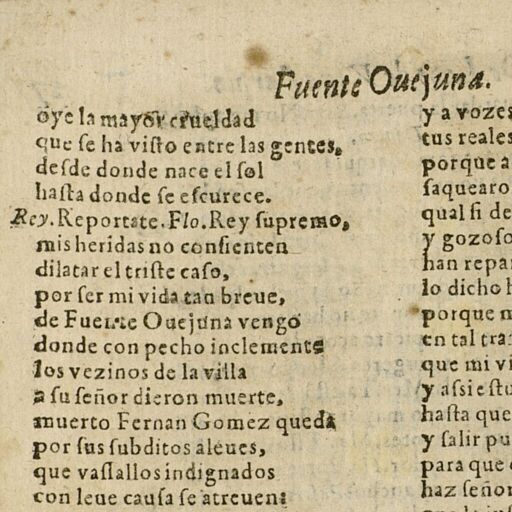 Fuente Ouejuna.
oye la mayor crueldad
que ſe ha viſto entre las gentes,
deſde donde nace el ſol
haſta donde ſe eſcurece.
Rey. Reportate. Flo. Rey ſupremo,
mis heridas no conſienten
dilatar el triſte caſo,
por ſer mi vida tan breue,
de Fuente Ouejuna vengo
donde con pecho inclemente
los vezinos de la villa
a ſu ſeñor dieron muerte,
muerto Fernan Gomez queda
por ſus ſubditos aleues,
que vaſſallos indignados
con leue cauſa ſe atreuen:
y a vozes
tus reales
porque a
ſaquearo
qual ſi de
y gozoſo
han repar
lo dicho h
porque m
en tal tra
que mi vi
y aſsi eſtu
haſta que
y ſalir pu
para que
haz ſeñor